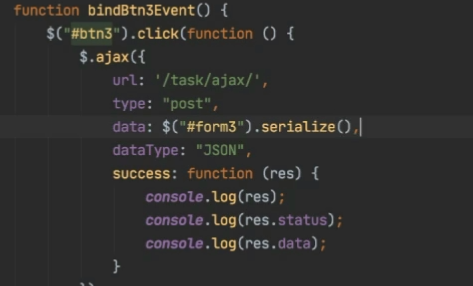 function bindBtn3Event() {
$("#btn3").click(function () {
$.ajax({
url: '/task/ajax/',
type: "post",
data: $("#form3").serialize(),
dataType: "JSON",
success: function (res) {
console.log(res);
console.log(res.status);
console.log(res.data);
}